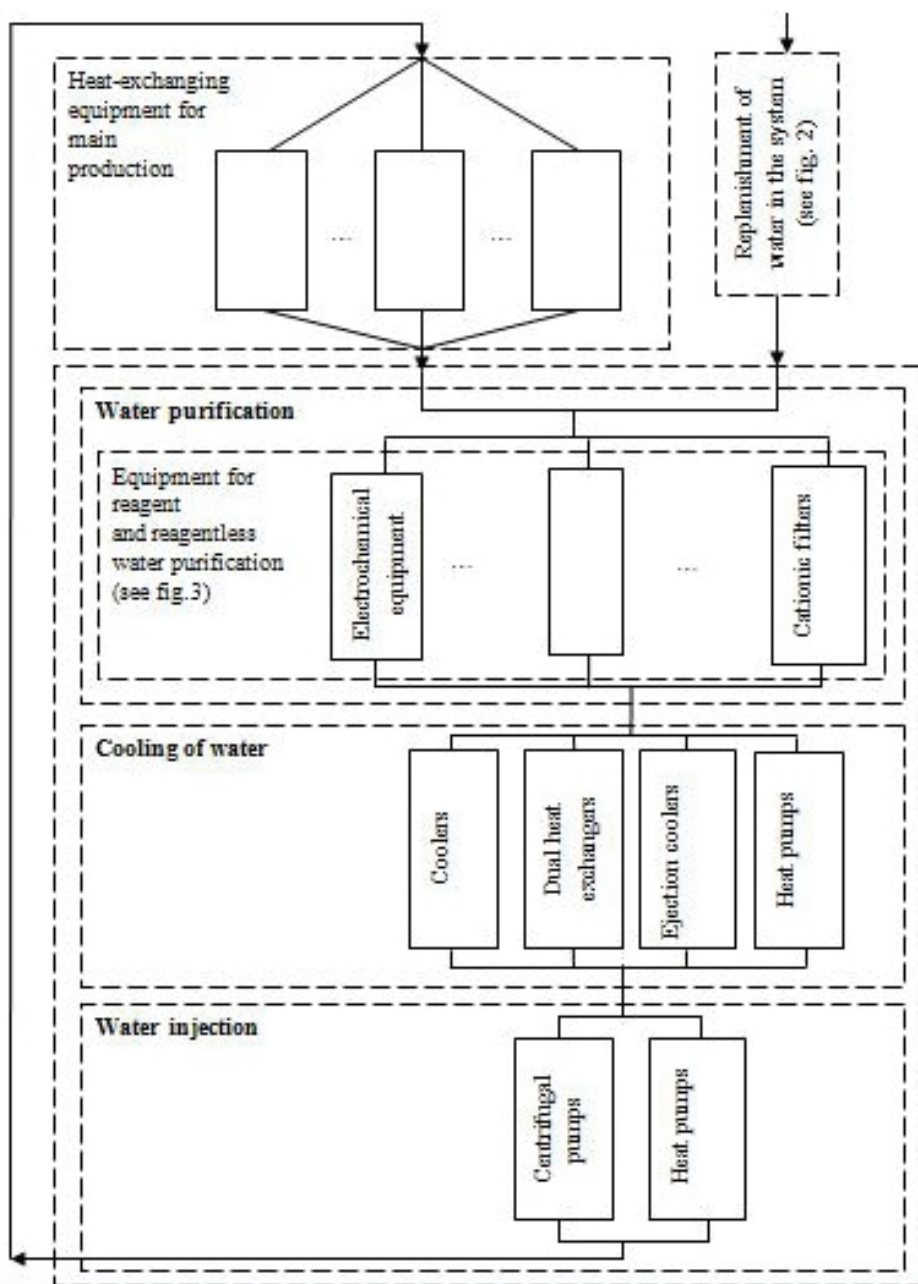 Heat-exchanging
equipment for
main
production
...
...
Replenishment of
water in the system
(see fig. 2)
Water purification
Equipment for
reagent
and reagentless
water purification
(see fig.3)
Electrochemical
equipment
...
...
Cationic filters
Cooling of water
Coolers
Dual heat
exchangers
Ejection coolers
Heat pumps
Water injection
Centrifugal
pumps
Heat pumps